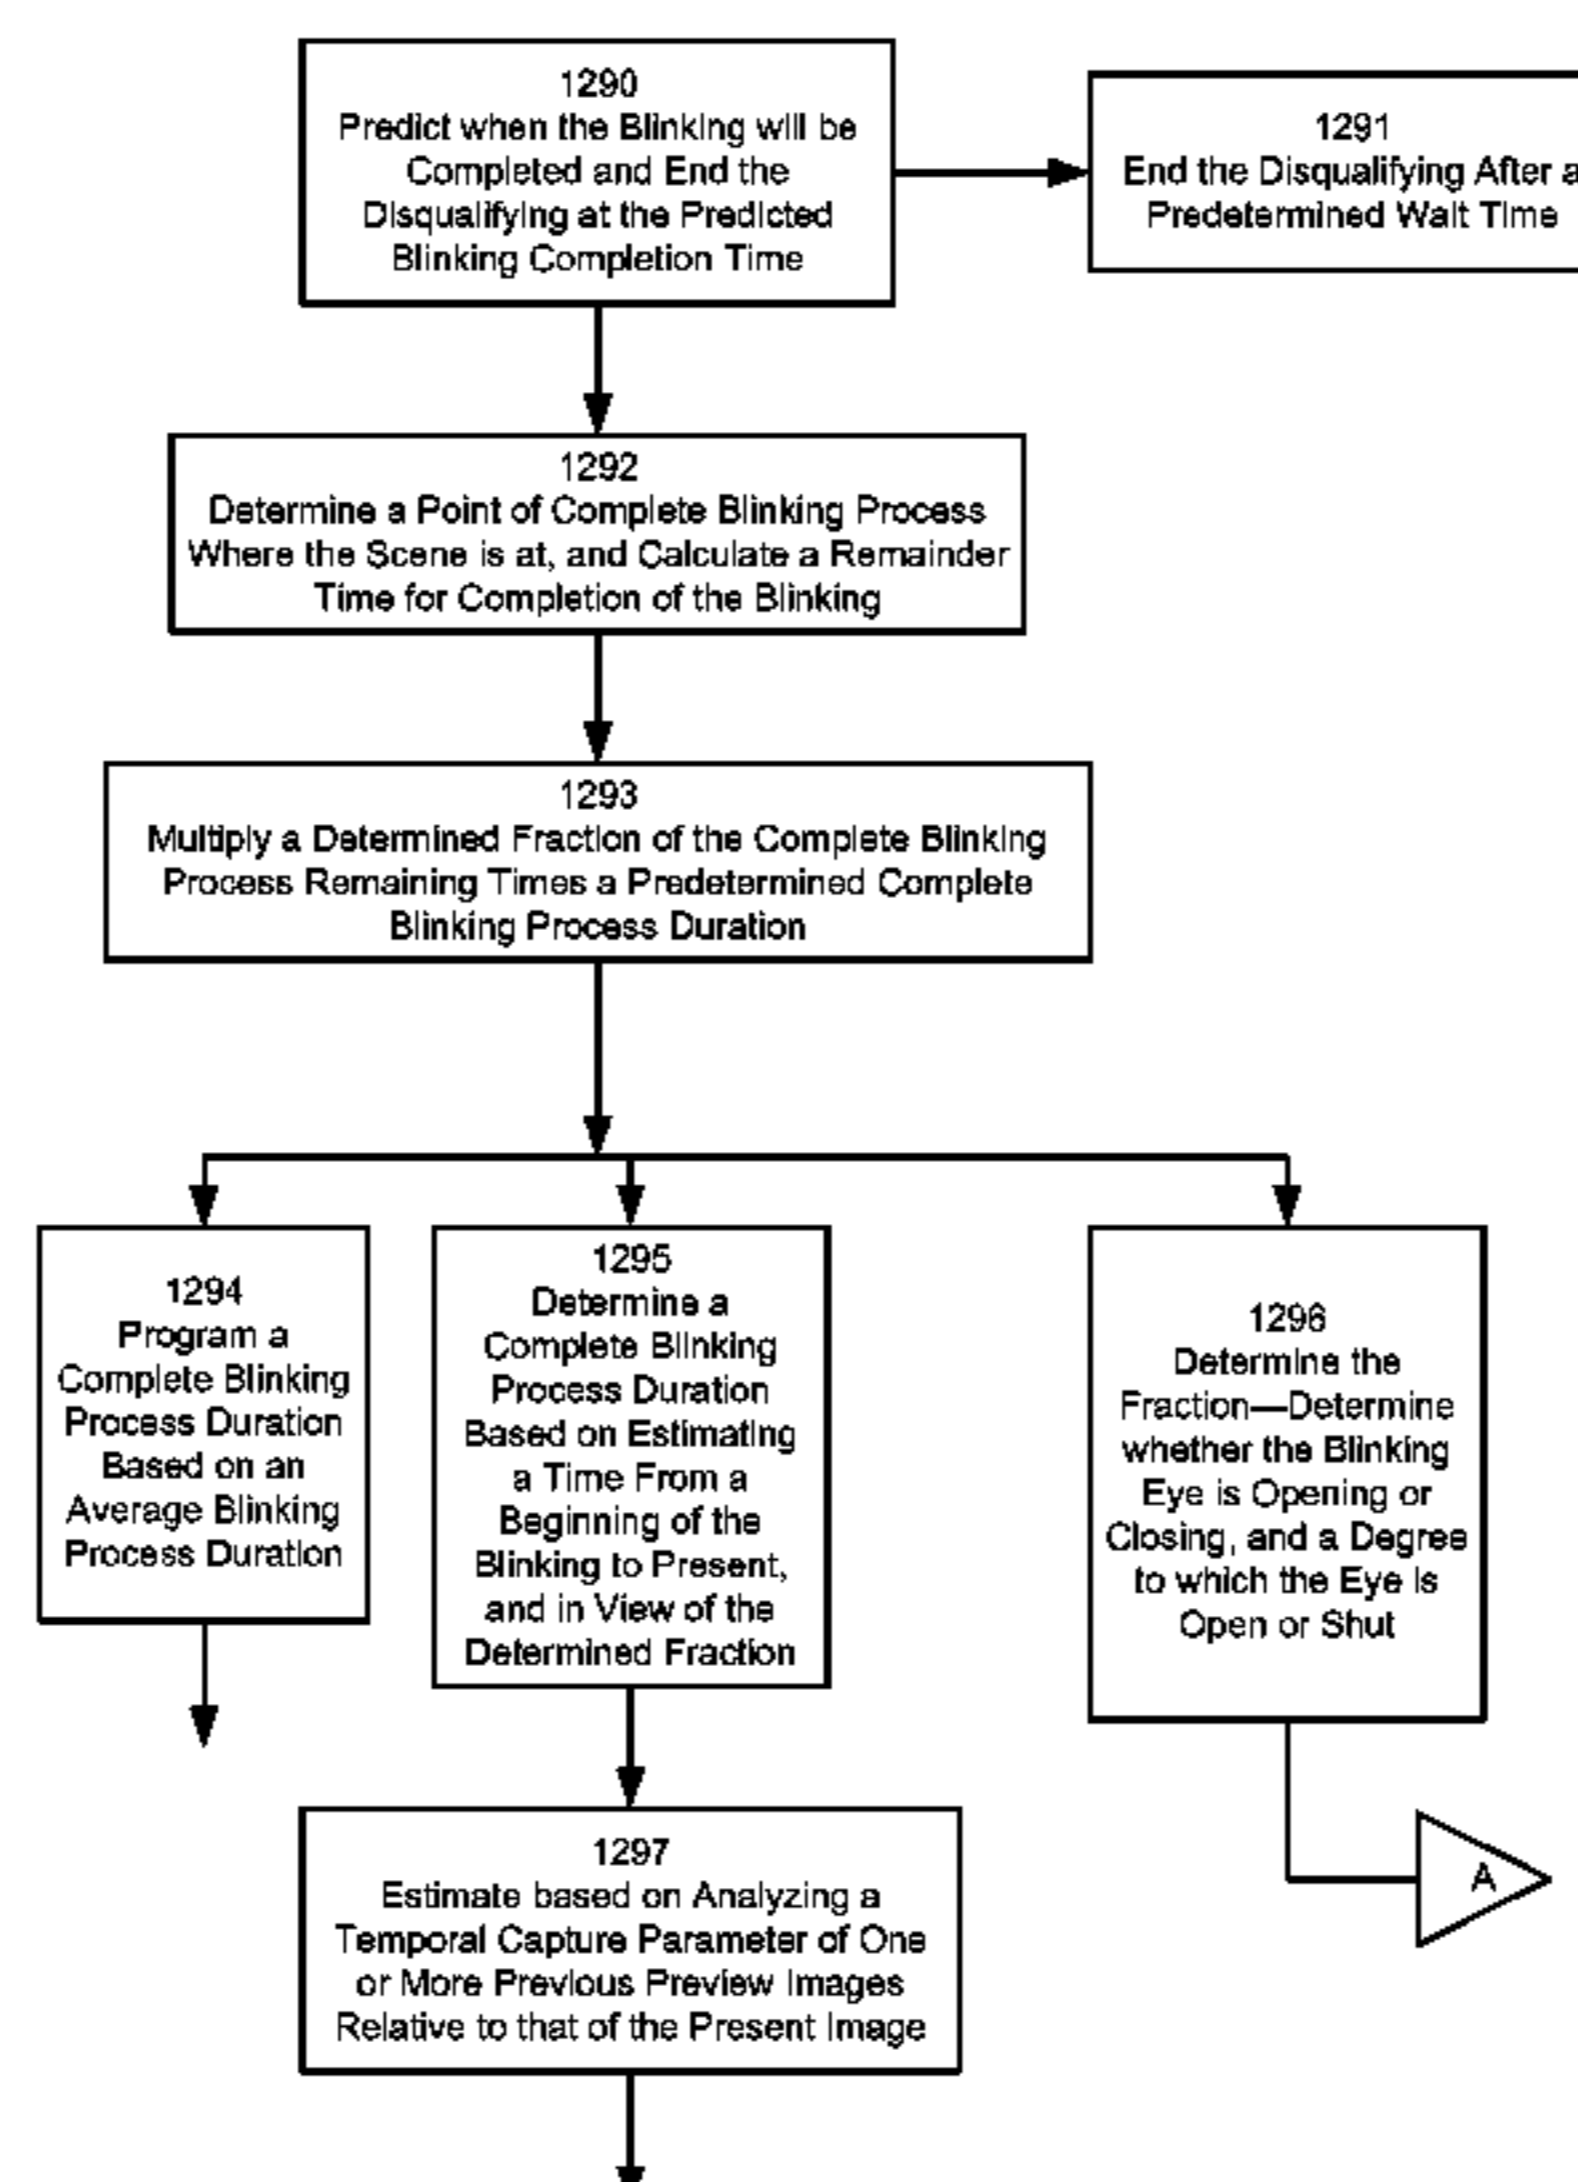 1290
Predict when the Blinking will be
Completed and End the
Disqualifying at the Predicted
Blinking Completion Time
1291
End the Disqualifying After a
Predetermined Wait Time
1292
Determine a Point of Complete Blinking Process
Where the Scene is at, and Calculate a Remainder
Time for Completion of the Blinking
1293
Multiply a Determined Fraction of the Complete Blinking
Process Remaining Times a Predetermined Complete
Blinking Process Duration
1294
Program a
Complete Blinking
Process Duration
Based on an
Average Blinking
Process Duration
1295
Determine a
Complete Blinking
Process Duration
Based on Estimating
a Time From a
Beginning of the
Blinking to Present,
and in View of the
Determined Fraction
1296
Determine the
Fraction—Determine
whether the Blinking
Eye is Opening or
Closing, and a Degree
to which the Eye is
Open or Shut
1297
Estimate based on Analyzing a
Temporal Capture Parameter of One
or More Previous Preview Images
Relative to that of the Present Image
A